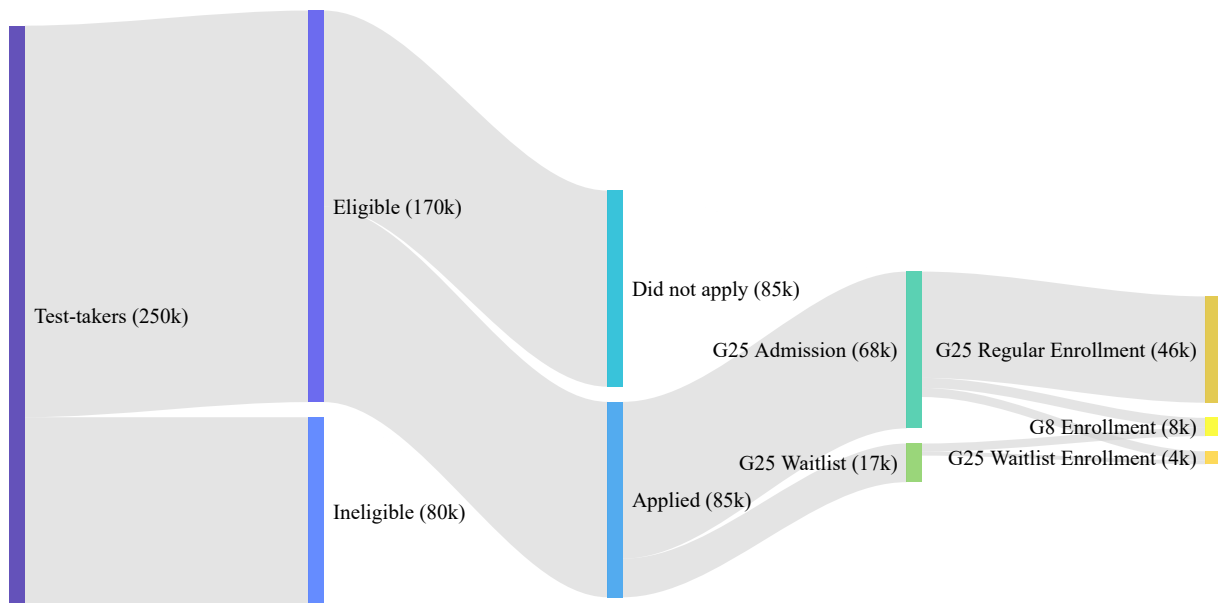 Eligible (170k)
Did not apply (85k)
Test-takers (250k)
G25 Admission (68k)
G25 Regular Enrollment (46k)
G8 Enrollment (8k)
G25 Waitlist (17k)
G25 Waitlist Enrollment (4k)
Applied (85k)
Ineligible (80k)